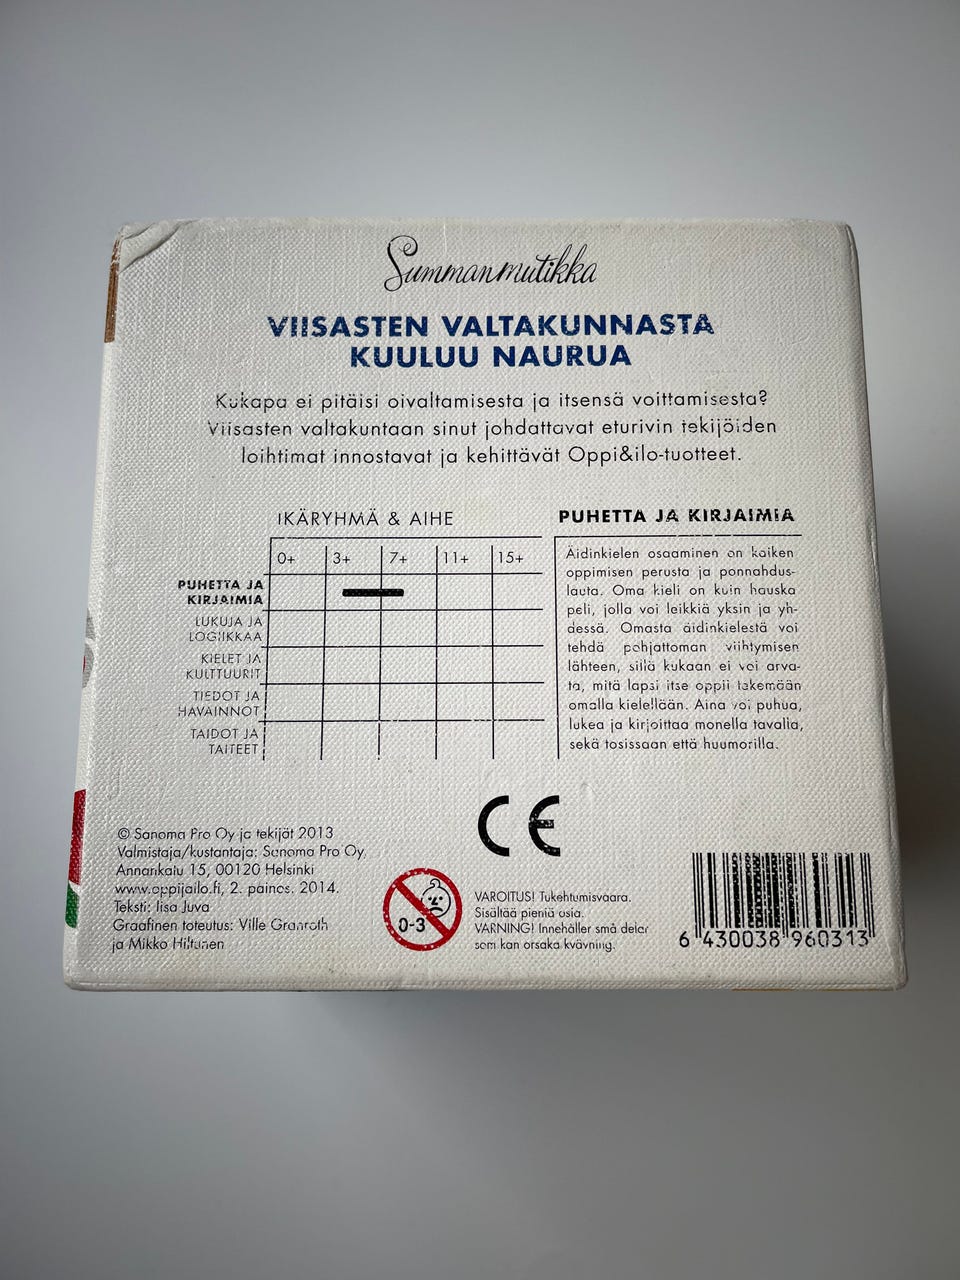 Summanmutikka
VIISASTEN VALTAKUNNASTA
KUULUU NAURUA
Kukapa ei pitäisi oivaltamisesta ja itsensä voittamisesta?
Viisasten valtakuntaan sinut johdattavat eturivin tekijöiden
loihtimat innostavat ja kehittävät Oppi&ilo-tuotteet.
IKÄRYHMÄ & AIHE
0+ 3+ 7+ 11+ 15+
PUHETTA JA
KIRJAIMIA
LUKUJA JA
LOGIIKKAA
KIELET JA
KULTTUURIT
TIEDOT JA
HAVAINNOT
TAIDOT JA
TAITEET
PUHETTA JA KIRJAIMIA
Äidinkielen osaaminen on kaiken
oppimisen perusta ja ponnahdus-
lauta. Oma kieli on kuin hauska
peli, jolla voi leikkiä yksin ja yh-
dessä. Omasta äidinkielestä voi
tehdä pohjattoman viihtymisen
lähteen, sillä kukaan ei voi arva-
ta, mitä lapsi itse oppii tekemään
omalla kielellään. Aina voi puhua,
lukea ja kirjoittaa monella tavalla,
sekä tosissaan että huumorilla.
© Sanoma Pro Oy ja tekijät 2013
Valmistaja/kustantaja: Sanoma Pro Oy,
Annankatu 15, 00120 Helsinki
www.oppijailo.fi, 2. painos. 2014.
Teksti: Iisa Juva
Graafinen toteutus: Ville Granroth
ja Mikko Hiltunen
CE
0-3
VAROITUS! Tukehtumisvaara.
Sisältää pieniä osia.
VARNING! Innehåller små delar
som kan orsaka kvävning.
6 430038 960313